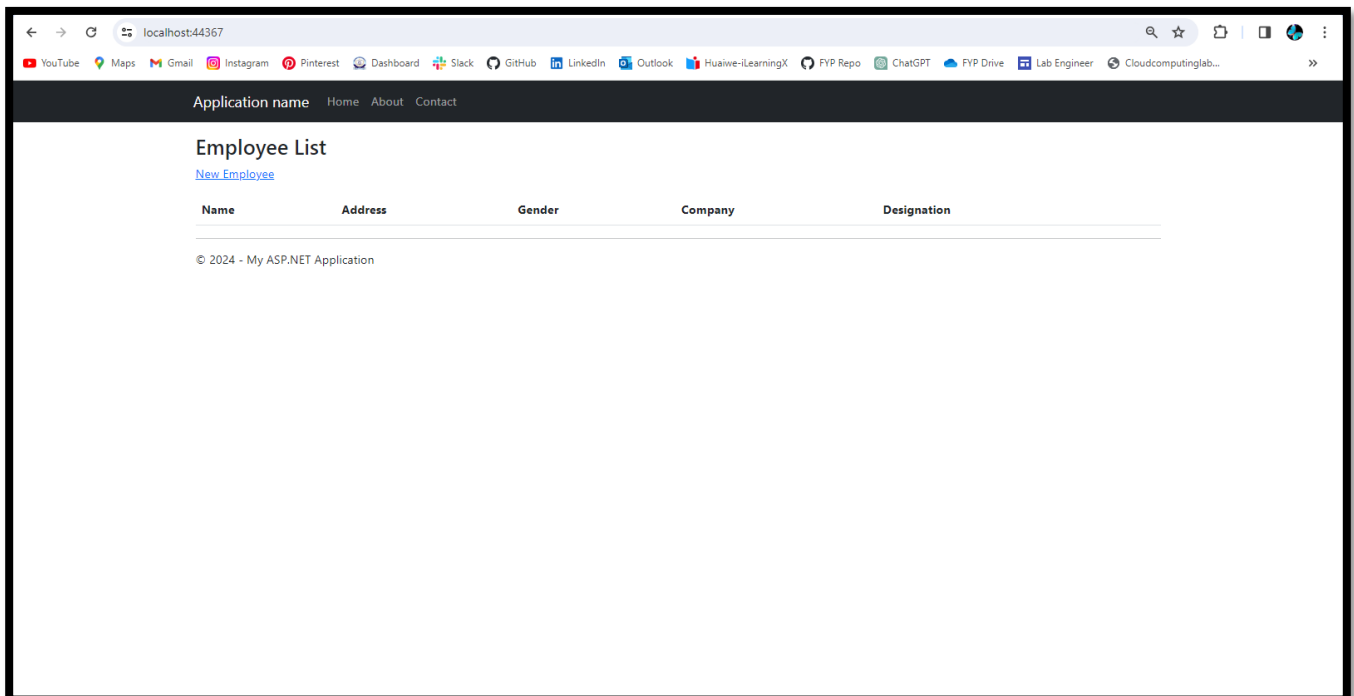 localhost:44367
YouTube Maps Gmail Instagram Pinterest Dashboard Slack GitHub LinkedIn Outlook Huaiwe-iLearningX FYP Repo ChatGPT FYP Drive Lab Engineer Cloudcomputinglab... »
Application name Home About Contact
Employee List
New Employee
Name Address Gender Company Designation
© 2024 - My ASP.NET Application